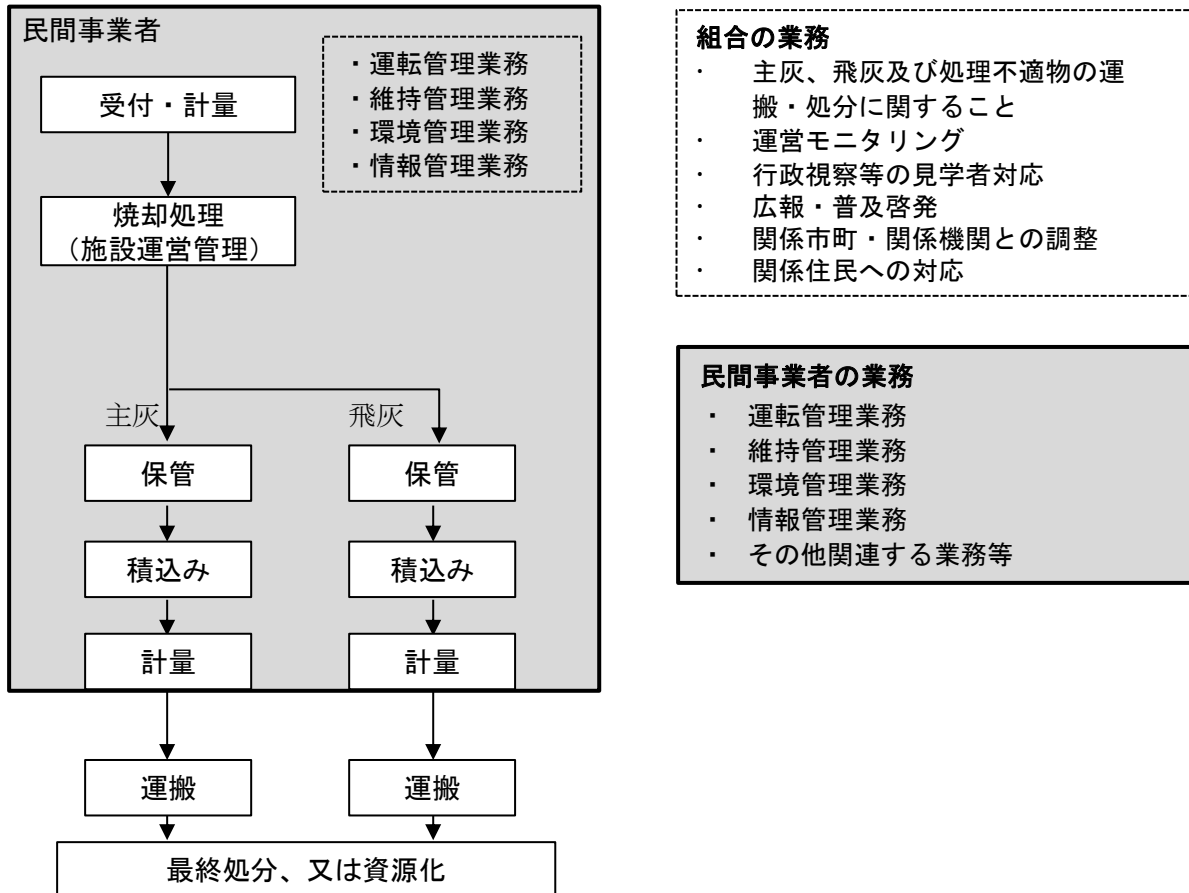 民間事業者
・運転管理業務
・維持管理業務
・環境管理業務
・情報管理業務
受付・計量
焼却処理
（施設運営管理）
主灰
飛灰
保管
保管
積込み
積込み
計量
計量
運搬
運搬
最終処分、又は資源化
組合の業務
・ 主灰、飛灰及び処理不適物の運
搬・処分に関すること
・ 運営モニタリング
・ 行政視察等の見学者対応
・ 広報・普及啓発
・ 関係市町・関係機関との調整
・ 関係住民への対応
民間事業者の業務
・ 運転管理業務
・ 維持管理業務
・ 環境管理業務
・ 情報管理業務
・ その他関連する業務等